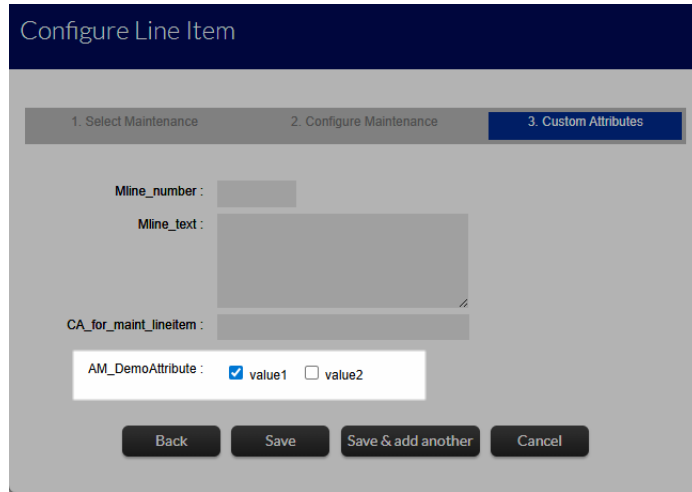 Configure Line Item
1. Select Maintenance 2. Configure Maintenance 3. Custom Attributes
Mline_number :
Mline_text :
CA_for_maint_lineitem :
AM_DemoAttribute : value1 value2
Back Save Save & add another Cancel